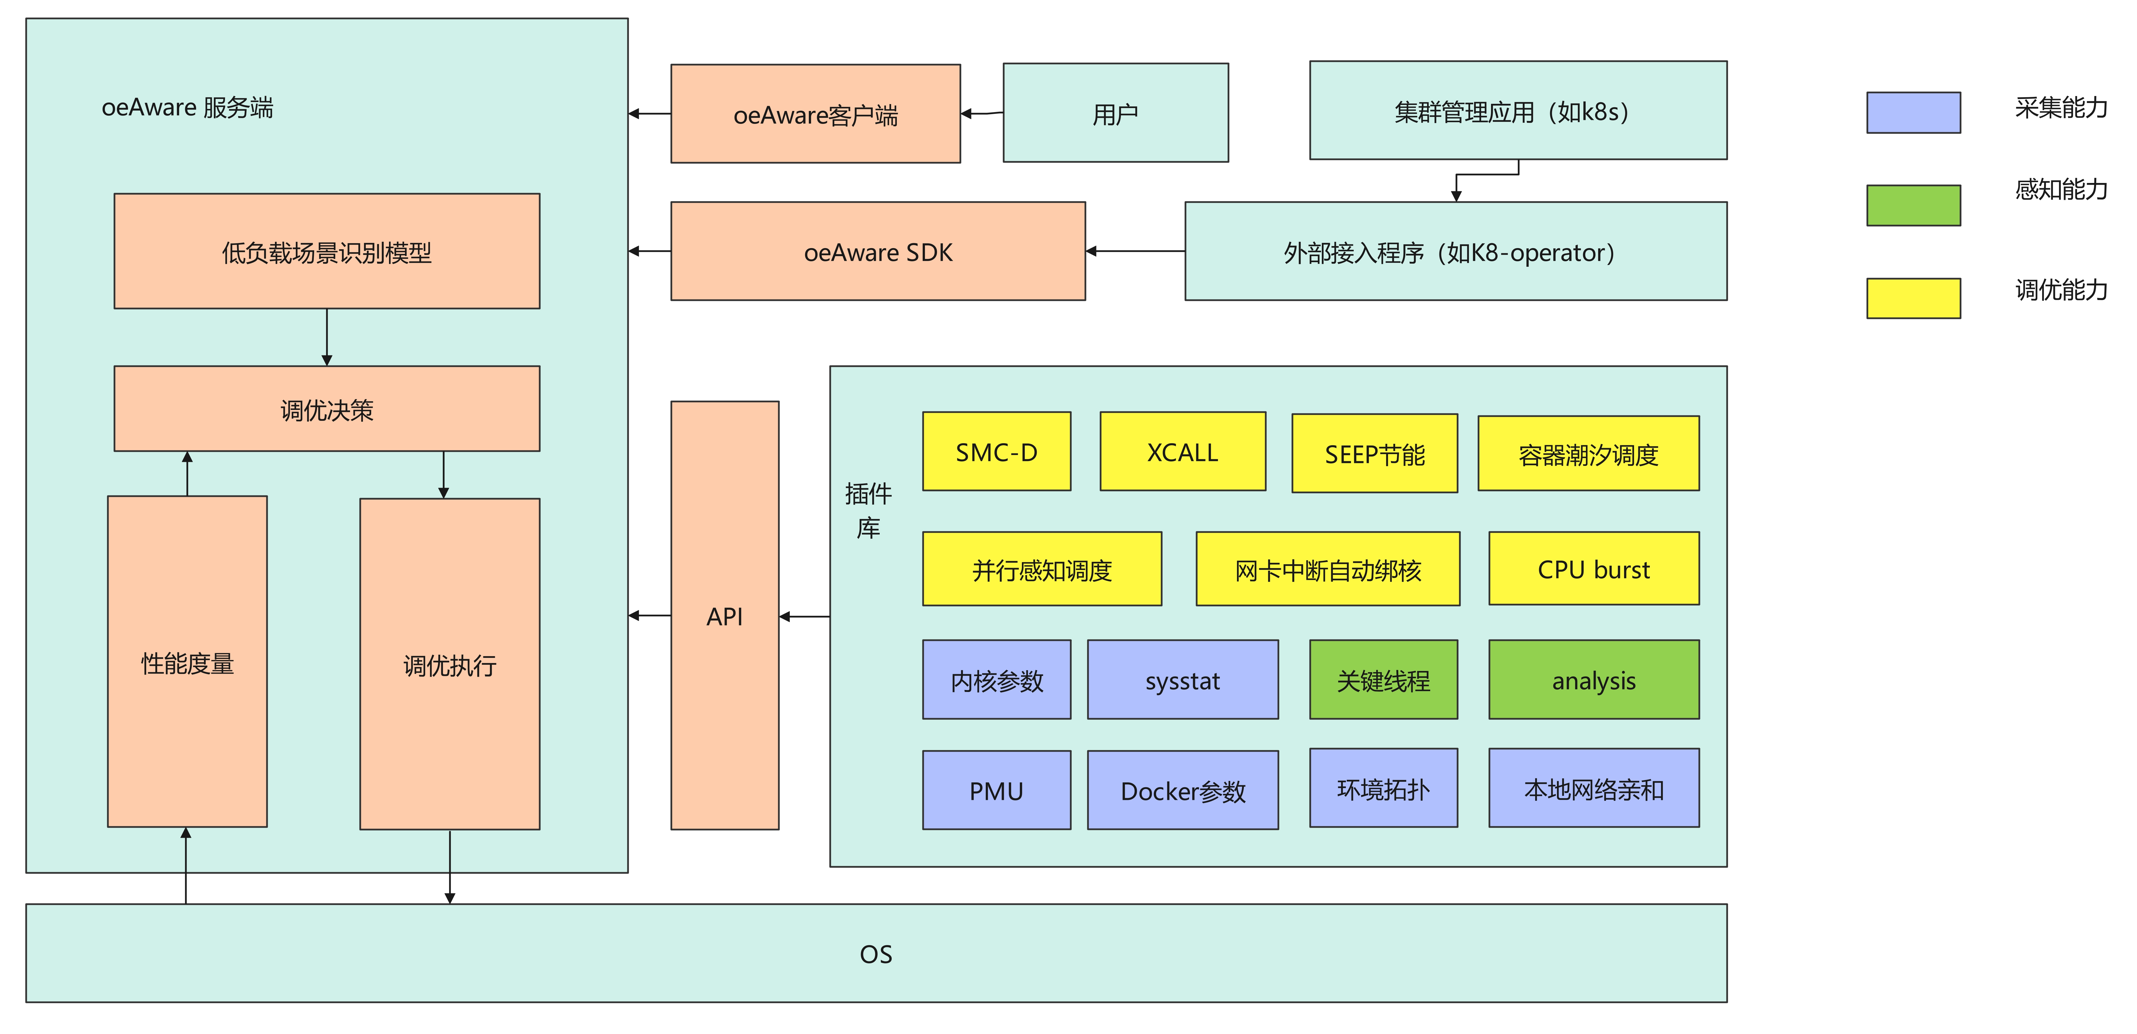 oeAware 服务端
oeAware客户端
用户
集群管理应用（如k8s）
采集能力
感知能力
调优能力
低负载场景识别模型
oeAware SDK
外部接入程序（如K8-operator）
调优决策
性能度量
调优执行
API
插件
库
SMC-D
XCALL
SEEP节能
容器潮汐调度
并行感知调度
网卡中断自动绑核
CPU burst
内核参数
sysstat
关键线程
analysis
PMU
Docker参数
环境拓扑
本地网络亲和
OS